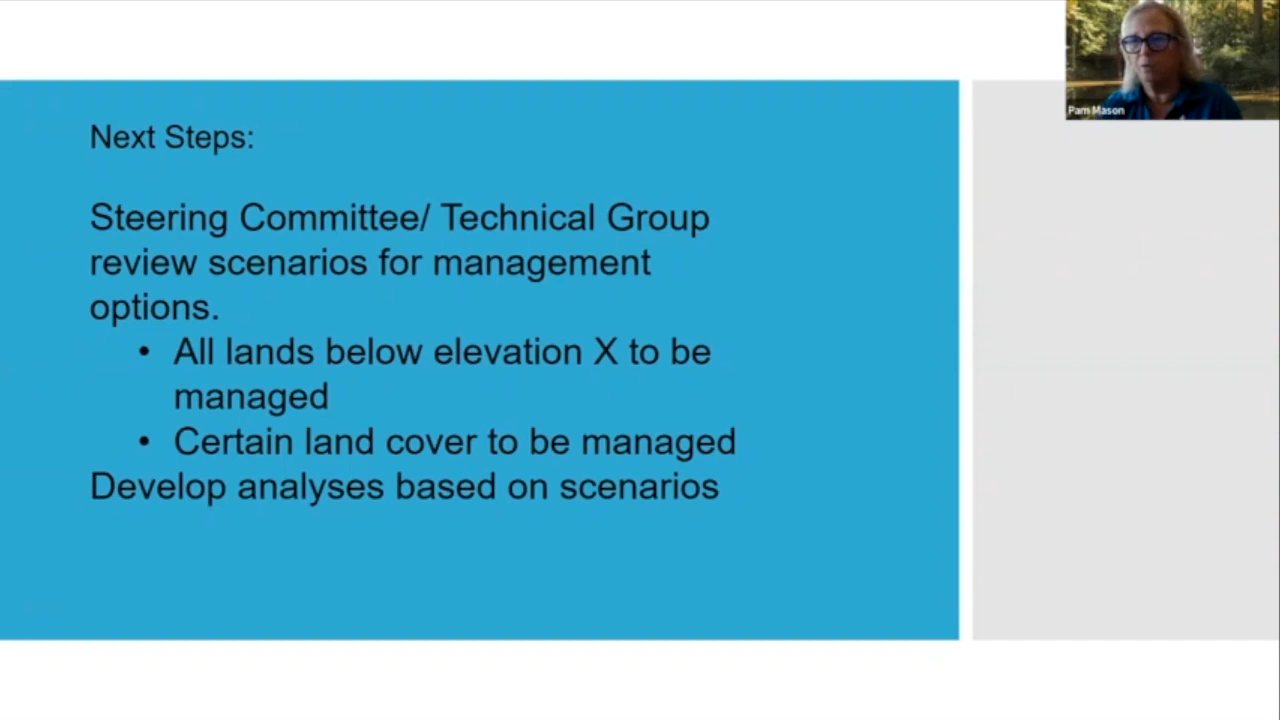 Pam Mason
Next Steps:
Steering Committee/ Technical Group
review scenarios for management
options.
• All lands below elevation X to be
managed
• Certain land cover to be managed
Develop analyses based on scenarios